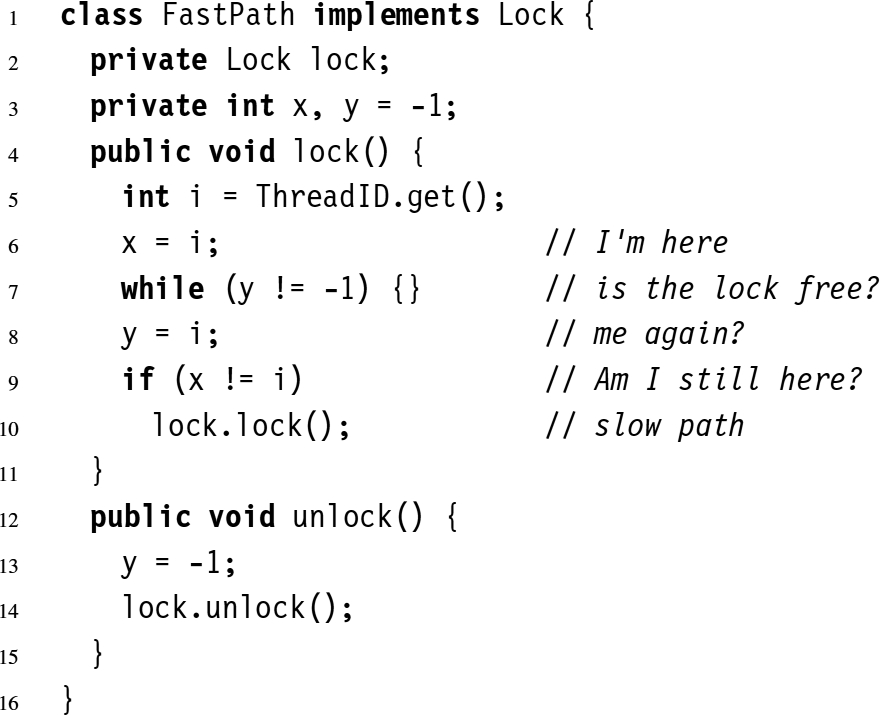 1 class FastPath implements Lock {
2 private Lock lock;
3 private int x, y = -1;
4 public void lock() {
5 int i = ThreadID.get();
6 x = i; // I'm here
7 while (y != -1) {} // is the lock free?
8 y = i; // me again?
9 if (x != i) // Am I still here?
10 lock.lock(); // slow path
11 }
12 public void unlock() {
13 y = -1;
14 lock.unlock();
15 }
16 }